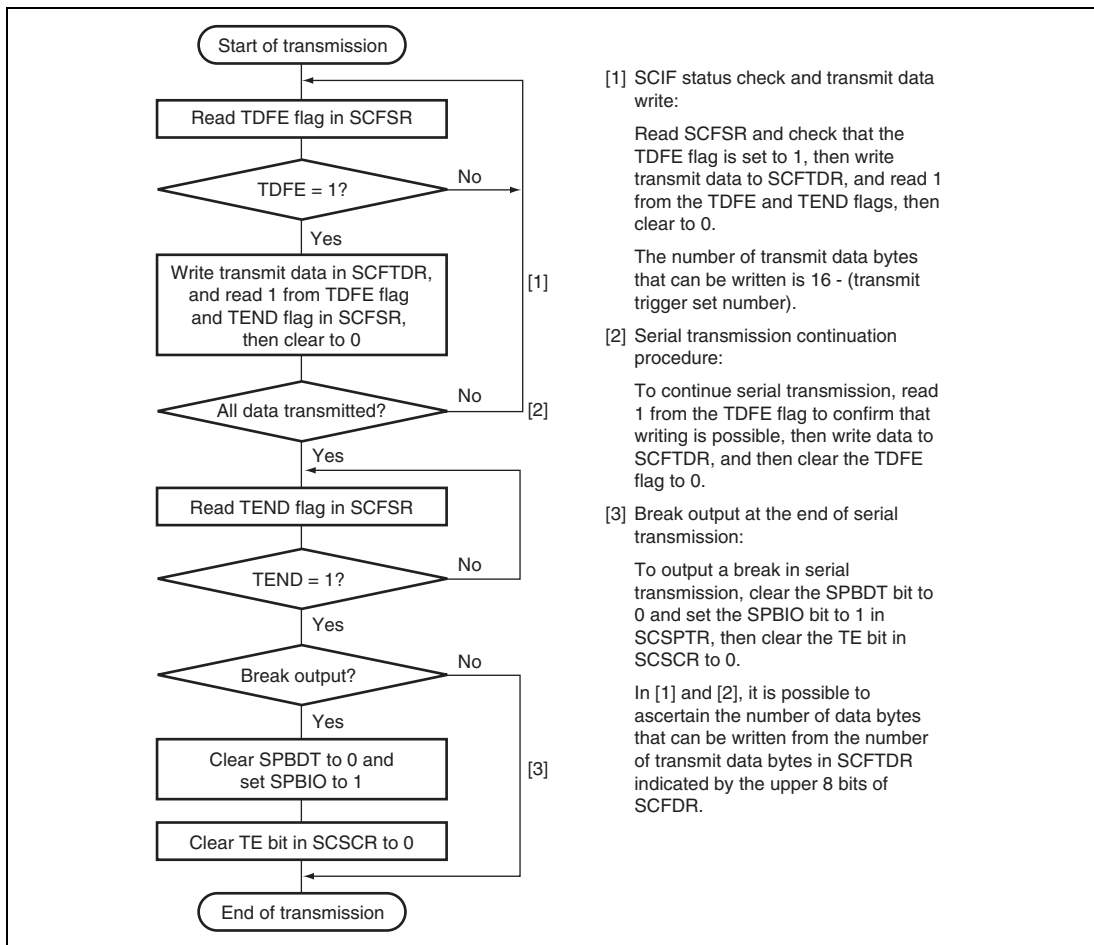 Start of transmission
Read TDFE flag in SCFSR
TDFE = 1?
No
Yes
Write transmit data in SCFTDR,
and read 1 from TDFE flag
and TEND flag in SCFSR,
then clear to 0
[1]
All data transmitted?
No
[2]
Yes
Read TEND flag in SCFSR
TEND = 1?
No
Yes
Break output?
No
Yes
Clear SPBDT to 0 and
set SPBIO to 1
[3]
Clear TE bit in SCSCR to 0
End of transmission
[1] SCIF status check and transmit data
write:
Read SCFSR and check that the
TDFE flag is set to 1, then write
transmit data to SCFTDR, and read 1
from the TDFE and TEND flags, then
clear to 0.
The number of transmit data bytes
that can be written is 16 - (transmit
trigger set number).
[2] Serial transmission continuation
procedure:
To continue serial transmission, read
1 from the TDFE flag to confirm that
writing is possible, then write data to
SCFTDR, and then clear the TDFE
flag to 0.
[3] Break output at the end of serial
transmission:
To output a break in serial
transmission, clear the SPBDT bit to
0 and set the SPBIO bit to 1 in
SCSPTR, then clear the TE bit in
SCSCR to 0.
In [1] and [2], it is possible to
ascertain the number of data bytes
that can be written from the number
of transmit data bytes in SCFTDR
indicated by the upper 8 bits of
SCFDR.